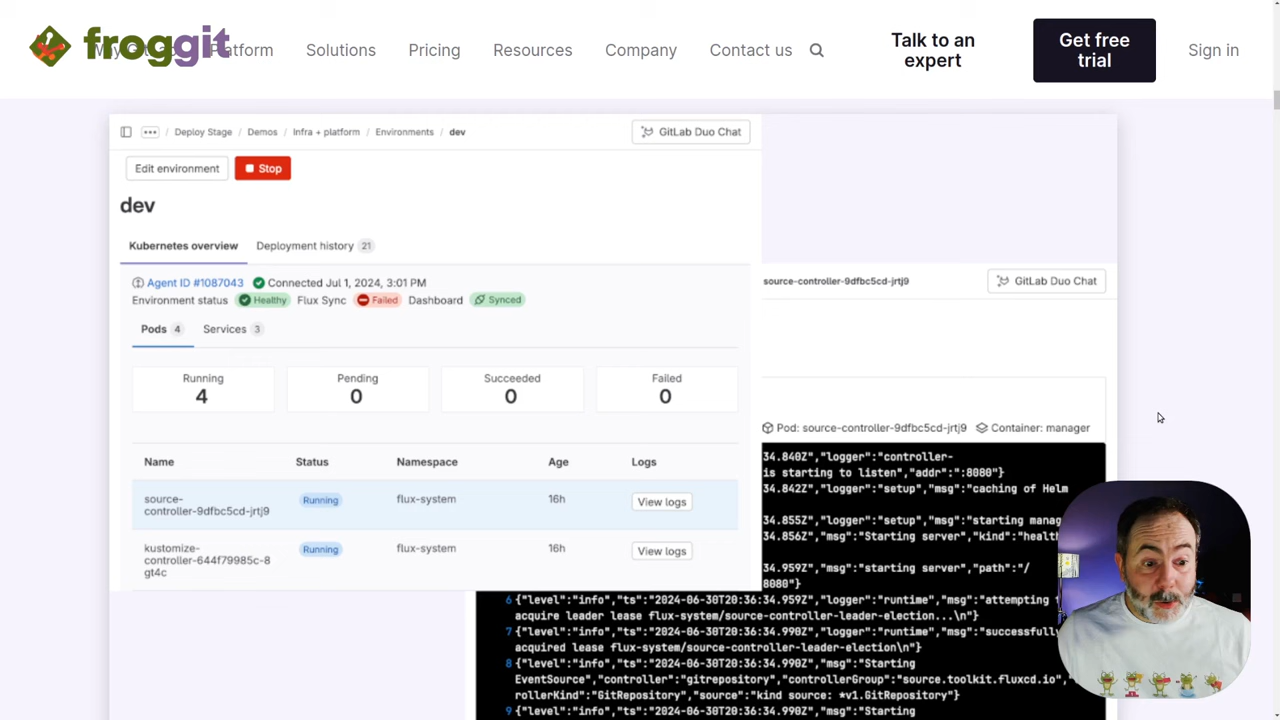 froggit
Platform Solutions Pricing Resources Company Contact us Talk to an expert Get free trial Sign in
••• / Deploy Stage / Demos / Infra + platform / Environments / dev
GitLab Duo Chat
Edit environment Stop
dev
Kubernetes overview Deployment history 21
Agent ID #1087043 Connected Jul 1, 2024, 3:01 PM
Environment status Healthy Flux Sync Failed Dashboard Synced
source-controller-9dfbc5cd-jrtj9 GitLab Duo Chat
Pods 4 Services 3
Running Pending Succeeded Failed
4 0 0 0
Pod: source-controller-9dfbc5cd-jrtj9 Container: manager
Name Status Namespace Age Logs
source-
controller-9dfbc5cd-jrtj9 Running flux-system 16h View logs
kustomize-
controller-644f79985c-8
gt4c Running flux-system 16h View logs
34.840Z","logger":"controller-
is starting to listen","addr":":8080"}
34.842Z","logger":"setup","msg":"caching of Helm
34.855Z","logger":"setup","msg":"starting manag
34.856Z","msg":"Starting server","kind":"health
34.959Z","msg":"starting server","path":"/
8080"}
6 {"level":"info","ts":"2024-06-30T20:36:34.959Z","logger":"runtime","msg":"attempting
acquire leader lease flux-system/source-controller-leader-election...\n"}
7 {"level":"info","ts":"2024-06-30T20:36:34.990Z","logger":"runtime","msg":"successfully
acquired lease flux-system/source-controller-leader-election\n"}
8 {"level":"info","ts":"2024-06-30T20:36:34.990Z","msg":"Starting
EventSource","controller":"gitrepository","controllerGroup":"source.toolkit.fluxcd.io","
rollerKind":"GitRepository","source":"kind source: *v1.GitRepository"}
9 {"level":"info","ts":"2024-06-30T20:36:34.990Z","msg":"Starting